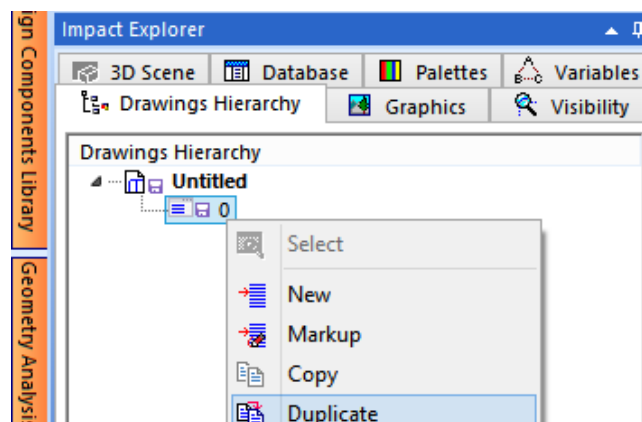 Impact Explorer
3D Scene Database Palettes Variables
Drawings Hierarchy Graphics Visibility
Drawings Hierarchy
Untitled
0
Select
New
Markup
Copy
Duplicate
ign Components Library
Geometry Analysis